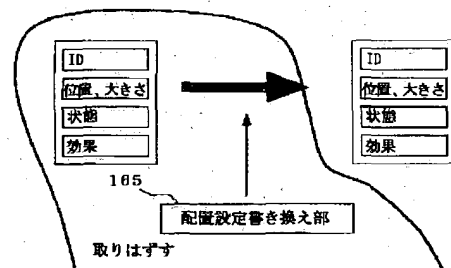 ID
位置、大きさ
状態
効果
ID
位置、大きさ
状態
効果
165
配置設定書き換え部
取りはずす